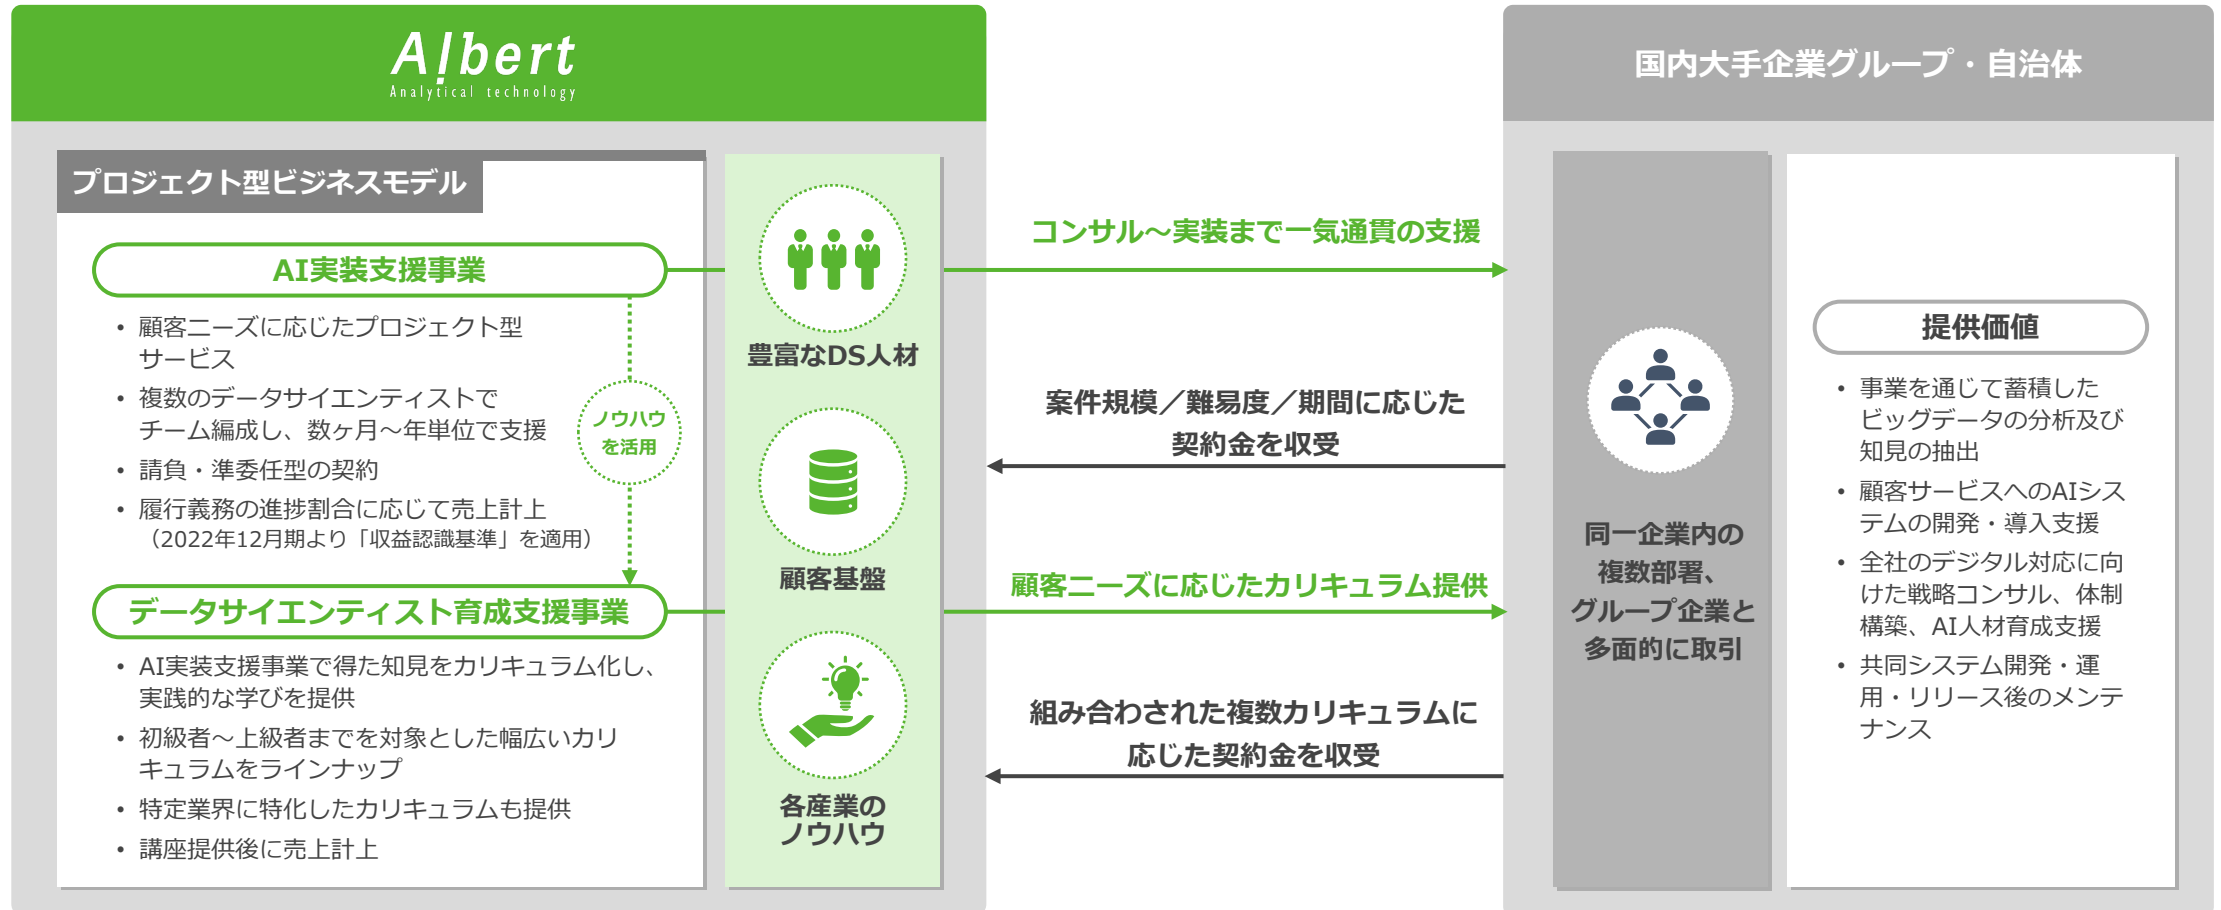 Albert
Analytical technology
プロジェクト型ビジネスモデル
AI実装支援事業
• 顧客ニーズに応じたプロジェクト型
サービス
• 複数のデータサイエンティストで
チーム編成し、数ヶ月～年単位で支援
• 請負・準委任型の契約
• 履行義務の進捗割合に応じて売上計上
（2022年12月期より「収益認識基準」を適用）
ノウハウ
を活用
データサイエンティスト育成支援事業
• AI実装支援事業で得た知見をカリキュラム化し、
実践的な学びを提供
• 初級者～上級者までを対象とした幅広いカリ
キュラムをラインナップ
• 特定業界に特化したカリキュラムも提供
• 講座提供後に売上計上
豊富なDS人材
顧客基盤
各産業の
ノウハウ
コンサル～実装まで一気通貫の支援
案件規模／難易度／期間に応じた
契約金を収受
顧客ニーズに応じたカリキュラム提供
組み合わされた複数カリキュラムに
応じた契約金を収受
国内大手企業グループ・自治体
同一企業内の
複数部署、
グループ企業と
多面的に取引
提供価値
• 事業を通じて蓄積した
ビッグデータの分析及び
知見の抽出
• 顧客サービスへのAIシス
テムの開発・導入支援
• 全社のデジタル対応に向
けた戦略コンサル、体制
構築、AI人材育成支援
• 共同システム開発・運
用・リリース後のメンテ
ナンス